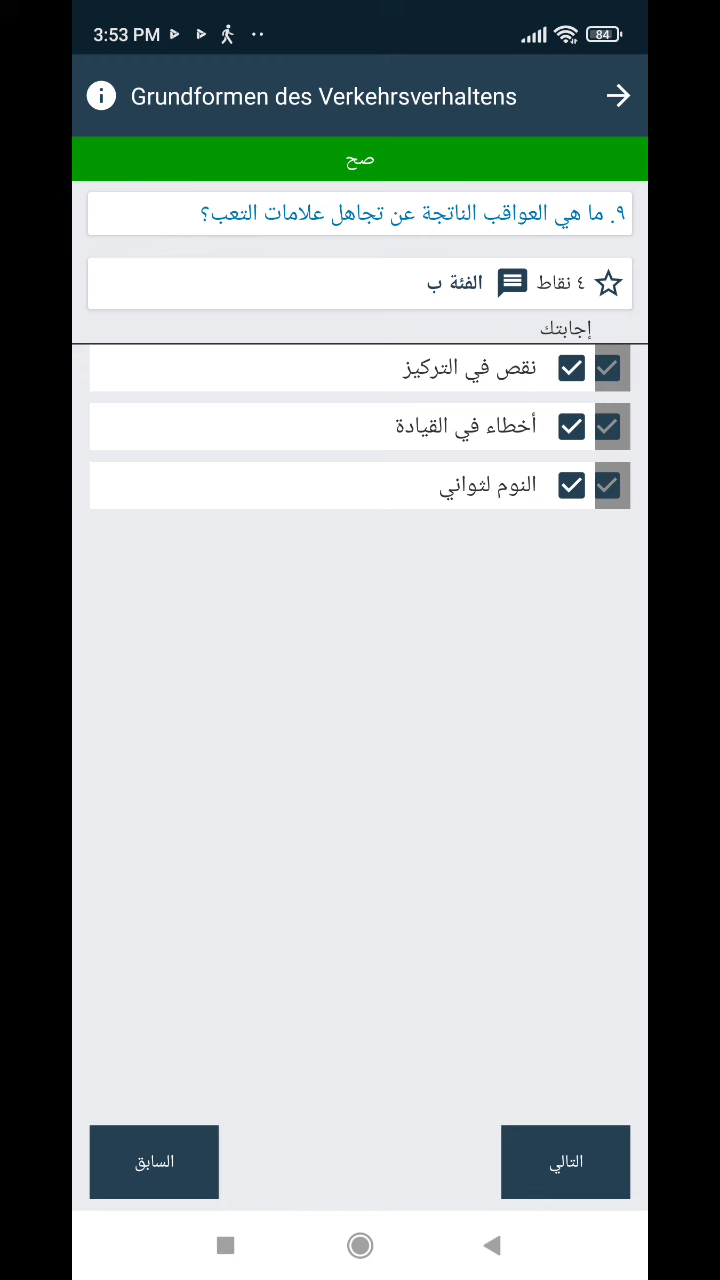 3:53 PM
84
Grundformen des Verkehrsverhaltens
صح
٩. ما هي العواقب الناتجة عن تجاهل علامات التعب؟
٤ نقاط الفئة ب
إجابتك
نقص في التركيز
أخطاء في القيادة
النوم لثواني
التالي
السابق